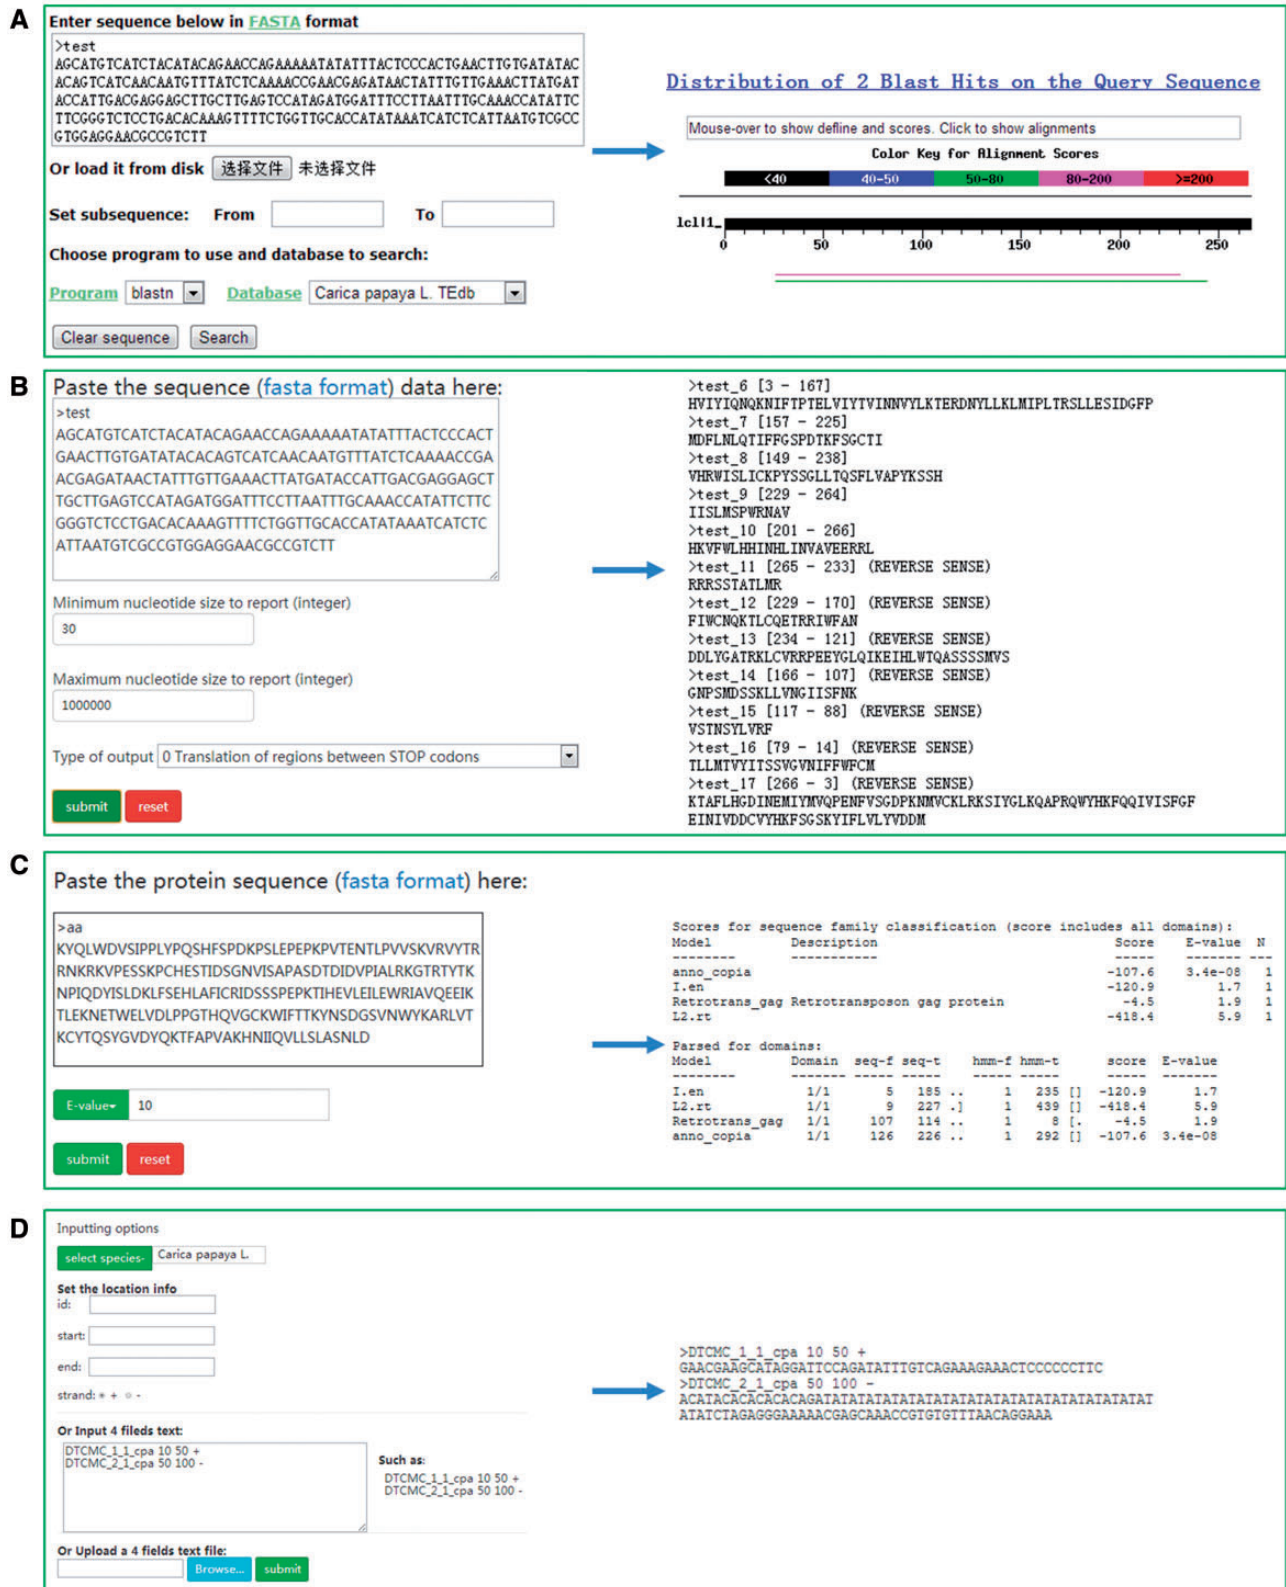 A
Enter sequence below in FASTA format
>test
AGCATGTCATCTACATACAGAACCAGAAAAATATATTTACTCCCACTGAACTTGTGATATAC
ACAGTCATCAACAATGTTTATCTCAAAACCGAACGAGATAACTATTTGTTGAAACTTATGAT
ACCATTGACGAGGAGCTTGCTTGAGTCCATAGATGGATTTCCTTAATTTGCAAACCATATTC
TTCGGGTCTCCTGACACAAAGTTTTCTGGTTGCACCATATAAATCATCTCATTAATGTCGCC
GTGGAGGAACGCCGTCTT
Or load it from disk 选择文件 未选择文件
Set subsequence: From To
Choose program to use and database to search:
Program blastn Database Carica papaya L. TEdb
Clear sequence Search
Distribution of 2 Blast Hits on the Query Sequence
Mouse-over to show defline and scores. Click to show alignments
Color Key for Alignment Scores
<40 40-50 50-80 80-200 >=200
lcl|1_
0 50 100 150 200 250
B
Paste the sequence (fasta format) data here:
>test
AGCATGTCATCTACATACAGAACCAGAAAAATATATTTACTCCCACT
GAACTTGTGATATACACAGTCATCAACAATGTTTATCTCAAAACCGA
ACGAGATAACTATTTGTTGAAACTTATGATACCATTGACGAGGAGCT
TGCTTGAGTCCATAGATGGATTTCCTTAATTTGCAAACCATATTCTTC
GGGTCTCCTGACACAAAGTTTTCTGGTTGCACCATATAAATCATCTC
ATTAATGTCGCCGTGGAGGAACGCCGTCTT
Minimum nucleotide size to report (integer)
30
Maximum nucleotide size to report (integer)
1000000
Type of output 0 Translation of regions between STOP codons
submit reset
>test_6 [3 - 167]
HVIYIQNQKNIFTPTELVIYTVINNVYLKTERDNYLLKLMIPLTRSLLESIDGFP
>test_7 [157 - 225]
MDFLNLQTIFFGSPDTKFSGCTI
>test_8 [149 - 238]
VHRWISLICKPYSSGLLTQSFLVAPYKSSH
>test_9 [229 - 264]
IISLMSPWRNAV
>test_10 [201 - 266]
HKVFWLHHINHLINVAVEERRL
>test_11 [265 - 233] (REVERSE SENSE)
RRRSSTATLMR
>test_12 [229 - 170] (REVERSE SENSE)
FIWCNQKTLCQETRRIWFAN
>test_13 [234 - 121] (REVERSE SENSE)
DDLYGATRKLCVRRPEEYGLQIKEIHLWTQASSSSMVS
>test_14 [166 - 107] (REVERSE SENSE)
GNPSMDSSKLLVNGIISFNK
>test_15 [117 - 88] (REVERSE SENSE)
VSTNSYLVRF
>test_16 [79 - 14] (REVERSE SENSE)
TLLMTVYITSSVGVNIFFWFCM
>test_17 [266 - 3] (REVERSE SENSE)
KTAFLHGDINEMIYMVQPENFVSGDPKNMVCKLRKSIYGLKQAPRQWYHKFQQIVISFGF
EINIVDDCVYHKFSGSKYIFLVLYVDDM
C
Paste the protein sequence (fasta format) here:
>aa
KYQLWDVSIPPLYPQSHFSPDKPSLEPEPKPVTENTLPVVSKVRVYTR
RNKRKVPESSKPCHESTIDSGNVISAPASDTDIDVPIALRKGTRTYTK
NPIQDYISLDKLFSEHLAFICRIDSSSPEPKTIHEVLEILEWRIAVQEEIK
TLEKNETWELVDLPPGTHQVGCKWIFTTKYNSDGSVNWYKARLVT
KCYTQSYGVDYQKTFAPVAKHNIIQVLLSLASNLD
E-value 10
submit reset
Scores for sequence family classification (score includes all domains):
Model Description Score E-value N
-------- ----------- ----- ------- ---
anno_copia -107.6 3.4e-08 1
I.en -120.9 1.7 1
Retrotrans_gag Retrotransposon gag protein -4.5 1.9 1
L2.rt -418.4 5.9 1
Parsed for domains:
Model Domain seq-f seq-t hmm-f hmm-t score E-value
-------- ------- ----- ----- ----- ----- ----- -------
I.en 1/1 5 185 .. 1 235 [] -120.9 1.7
L2.rt 1/1 9 227 .] 1 439 [] -418.4 5.9
Retrotrans_gag 1/1 107 114 .. 1 8 [. -4.5 1.9
anno_copia 1/1 126 226 .. 1 292 [] -107.6 3.4e-08
D
Inputting options
select species- Carica papaya L.
Set the location info
id:
start:
end:
strand: + -
Or Input 4 fileds text:
DTCMC_1_1_cpa 10 50 +
DTCMC_2_1_cpa 50 100 -
Such as:
DTCMC_1_1_cpa 10 50 +
DTCMC_2_1_cpa 50 100 -
Or Upload a 4 fields text file:
Browse... submit
>DTCMC_1_1_cpa 10 50 +
GAACGAAGCATAGGATTCCAGATATTTGTCAGAAAGAAACTCCCCCCTTC
>DTCMC_2_1_cpa 50 100 -
ACATACACACACACAGATATATATATATATATATATATATATATATATATATATATATAT
ATATCTAGAGGGAAAAACGAGCAAACCGTGTGTTTAACAGGAAA